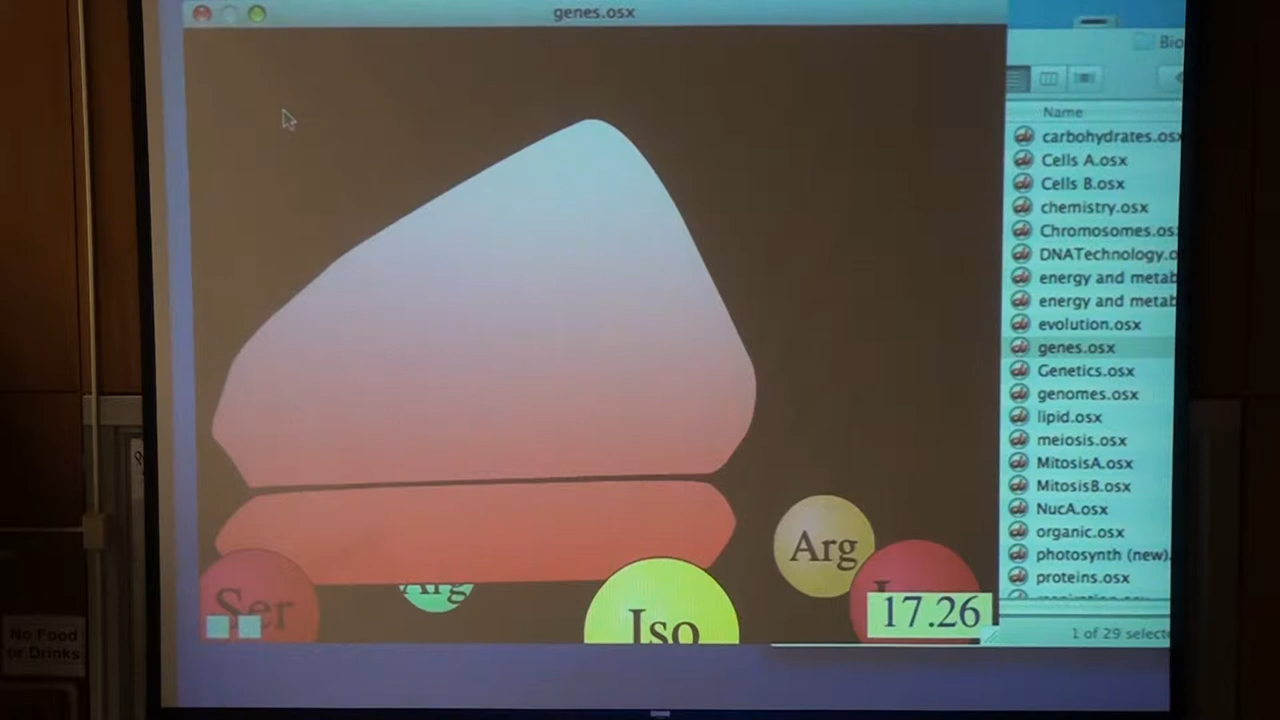 genes.osx
Bio
Name
carbohydrates.osx
Cells A.osx
Cells B.osx
chemistry.osx
Chromosomes.os
DNATechnology.o
energy and metab
energy and metab
evolution.osx
genes.osx
Genetics.osx
genomes.osx
lipid.osx
meiosis.osx
MitosisA.osx
MitosisB.osx
NucA.osx
organic.osx
photosynth (new).
proteins.osx
1 of 29 selecte
Arg
Ser
Arg
Iso
17.26
No Food
or Drinks